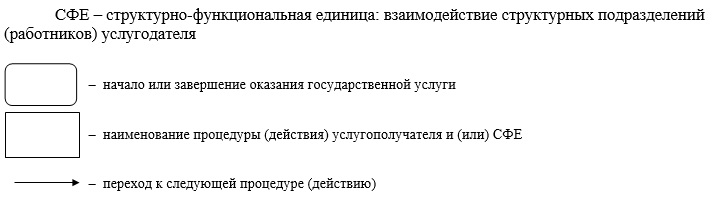 СФЕ – структурно-функциональная единица: взаимодействие структурных подразделений
(работников) услугодателя
– начало или завершение оказания государственной услуги
– наименование процедуры (действия) услугополучателя и (или) СФЕ
– переход к следующей процедуре (действию)